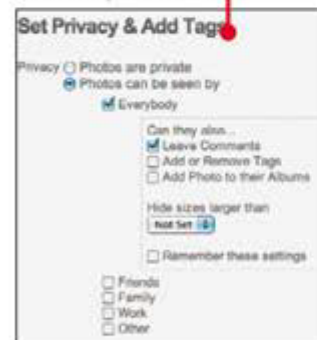 Set Privacy & Add Tags
Privacy Photos are private
Photos can be seen by
Everybody
Can they also...
Leave Comments
Add or Remove Tags
Add Photo to their Albums
Hide sizes larger than
Not Set
Remember these settings
Friends
Family
Work
Other